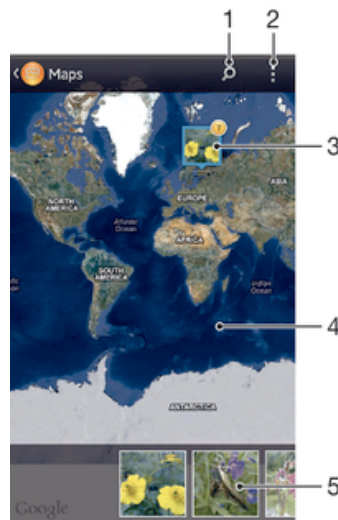 1 2
Maps
7
3
ASIA
EUROPE
NORTH
AMERICA
Atlantic
Ocean
AFRICA
SOUTH
AMERICA
Indian
Ocean
4
ANTARCTICA
5
Google